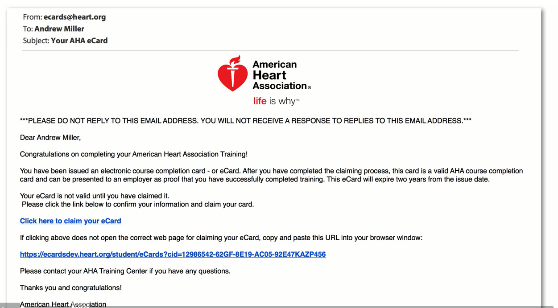 From: ecards@heart.org
To: Andrew Miller
Subject: Your AHA eCard
American
Heart
Association®
life is why™
***PLEASE DO NOT REPLY TO THIS EMAIL ADDRESS. YOU WILL NOT RECEIVE A RESPONSE TO REPLIES TO THIS EMAIL ADDRESS.***
Dear Andrew Miller,
Congratulations on completing your American Heart Association Training!
You have been issued an electronic course completion card - or eCard. After you have completed the claiming process, this card is a valid AHA course completion
card and can be presented to an employer as proof that you have successfully completed training. This eCard will expire two years from the issue date.
Your eCard is not valid until you have claimed it.
Please click the link below to confirm your information and claim your card.
Click here to claim your eCard
If clicking above does not open the correct web page for claiming your eCard, copy and paste this URL into your browser window:
https://ecardsdev.heart.org/student/eCards?cid=12986542-62GF-8E19-AC05-92E47KAZP456
Please contact your AHA Training Center if you have any questions.
Thanks you and congratulations!
American Heart Association